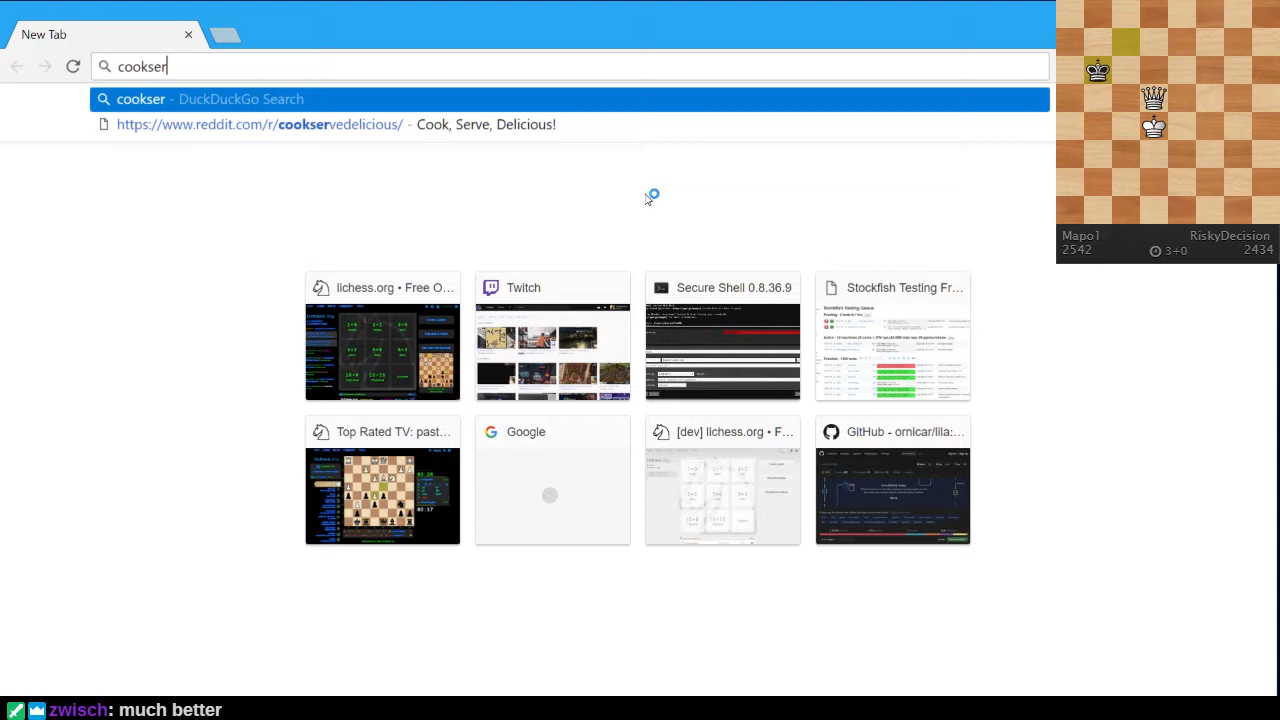 New Tab
cookser
cookser - DuckDuckGo Search
https://www.reddit.com/r/cookservedelicious/ - Cook, Serve, Delicious!
Mapo1 RiskyDecision
2542 3+0 2434
lichess.org • Free O...
Twitch
Secure Shell 0.8.36.9
Stockfish Testing Fr...
Top Rated TV: past...
Google
[dev] lichess.org • F...
GitHub - ornicar/lila:...
zwisch: much better